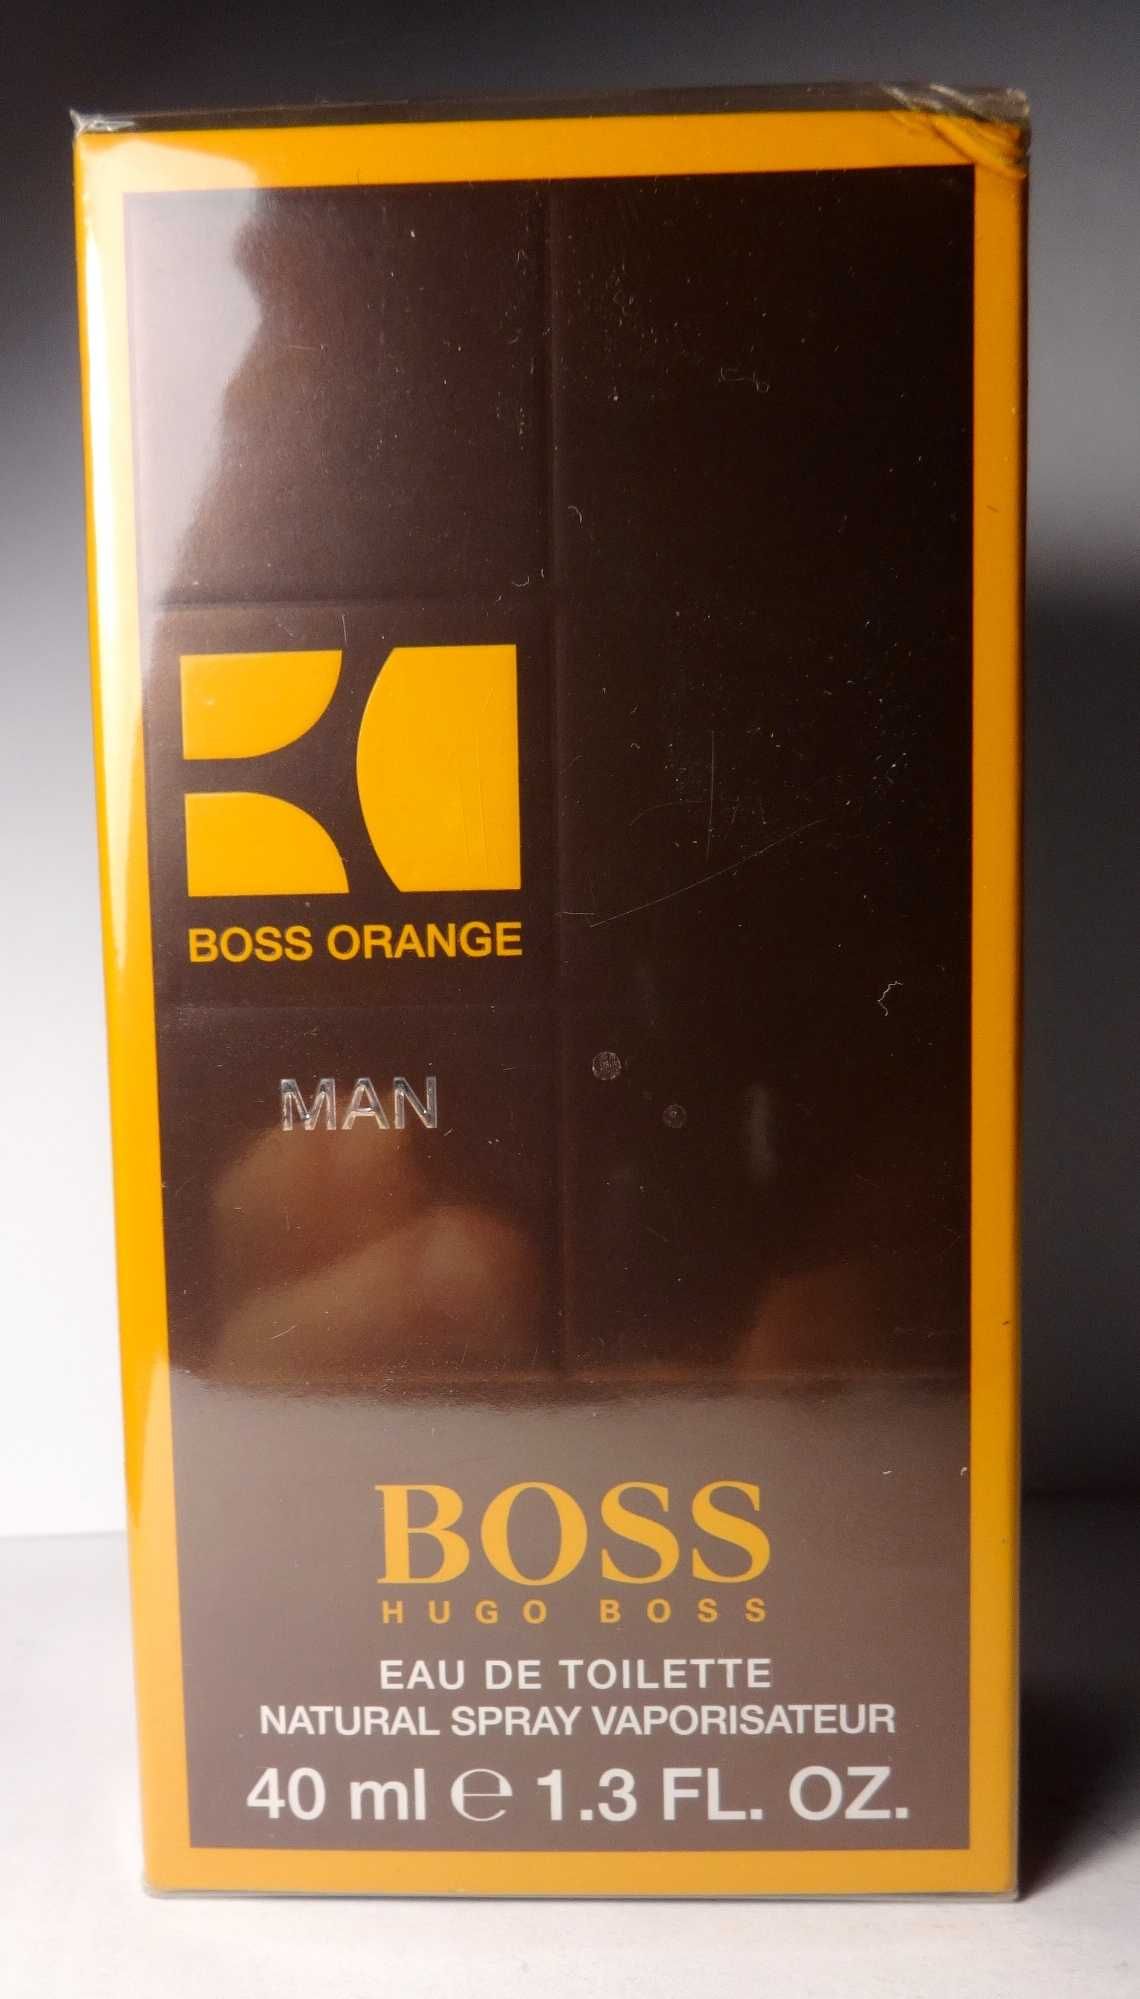 BOSS ORANGE
MAN
BOSS
HUGO BOSS
EAU DE TOILETTE
NATURAL SPRAY VAPORISATEUR
40 ml ℮ 1.3 FL. OZ.